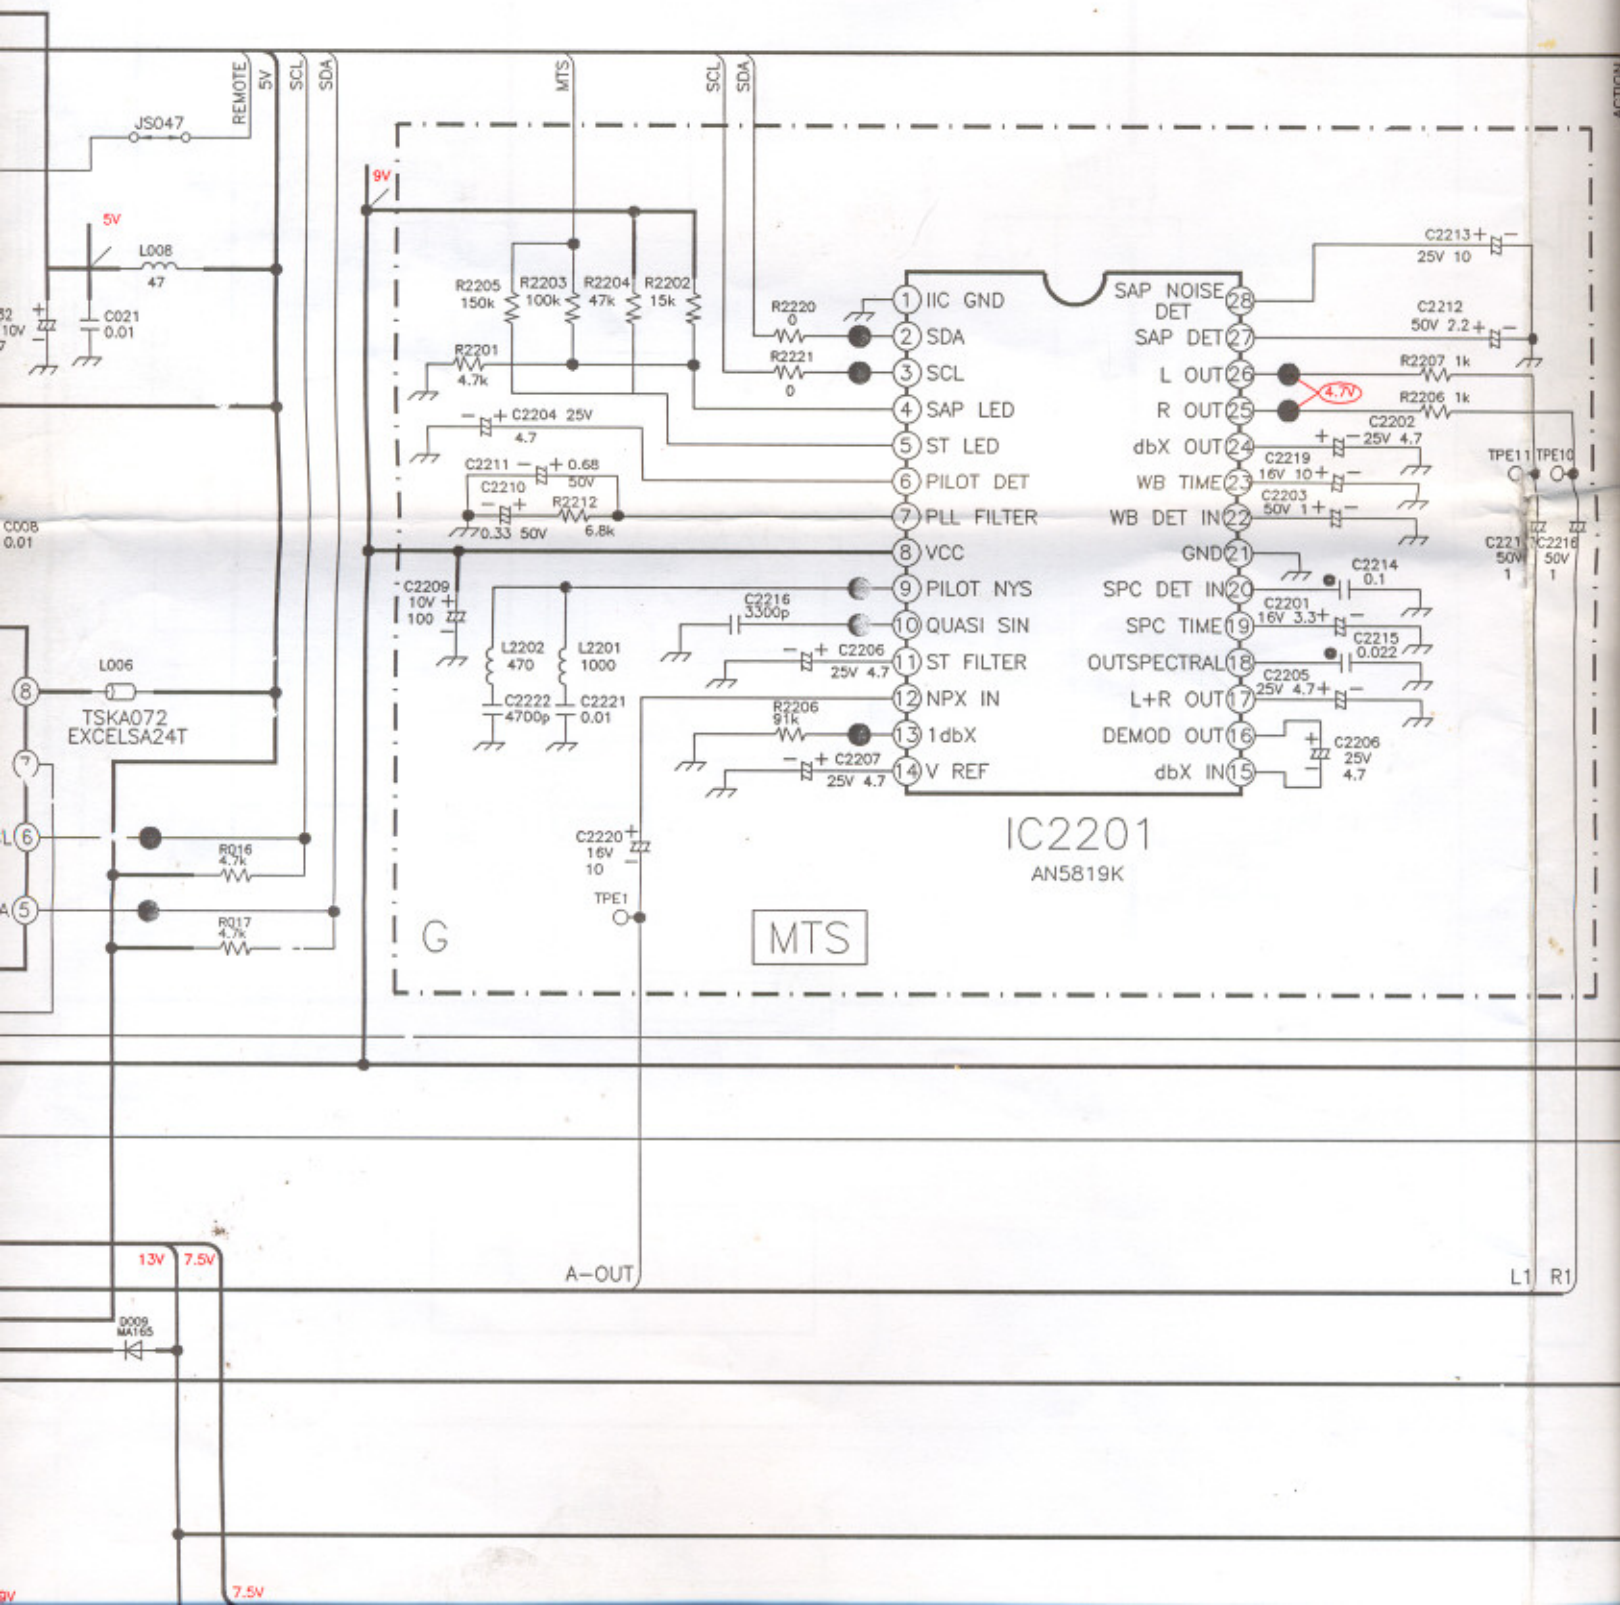 REMOTE
5V
SCL
SDA
MTS
SCL
SDA
JS047
9V
5V
L008
47
C021
0.01
10V
C2213 + -
25V 10
C2212
50V 2.2 + -
R2205
150k
R2203
100k
R2204
47k
R2202
15k
R2220
0
R2221
0
R2201
4.7k
1 IIC GND
2 SDA
3 SCL
4 SAP LED
5 ST LED
6 PILOT DET
7 PLL FILTER
8 VCC
9 PILOT NYS
10 QUASI SIN
11 ST FILTER
12 NPX IN
13 1dbX
14 V REF
SAP NOISE DET 28
SAP DET 27
L OUT 26
R OUT 25
dbX OUT 24
WB TIME 23
WB DET IN 22
GND 21
SPC DET IN 20
SPC TIME 19
OUTSPECTRAL 18
L+R OUT 17
DEMOD OUT 16
dbX IN 15
R2207 1k
4.7V
R2206 1k
C2202
+ - 25V 4.7
C2219
16V 10 + -
C2203
50V 1 + -
TPE11
TPE10
C221
50V
1
C2216
50V
1
C2214
0.1
C2201
16V 3.3 + -
C2215
0.022
C2205
25V 4.7 + -
C2206
25V
4.7
- + C2204 25V
4.7
C2211 - + 0.68
50V
C2210
- +
0.33 50V
R2212
6.8k
C008
0.01
C2209
10V +
100 -
L2202
470
L2201
1000
C2222
4700p
C2221
0.01
C2216
3300p
- + C2206
25V 4.7
R2206
91k
- + C2207
25V 4.7
L006
TSKA072
EXCELSA24T
8
7
L 6
A 5
R016
4.7k
R017
4.7k
C2220 +
16V -
10
TPE1
IC2201
AN5819K
G
MTS
13V
7.5V
A-OUT
L1
R1
D009
MA165
7.5V